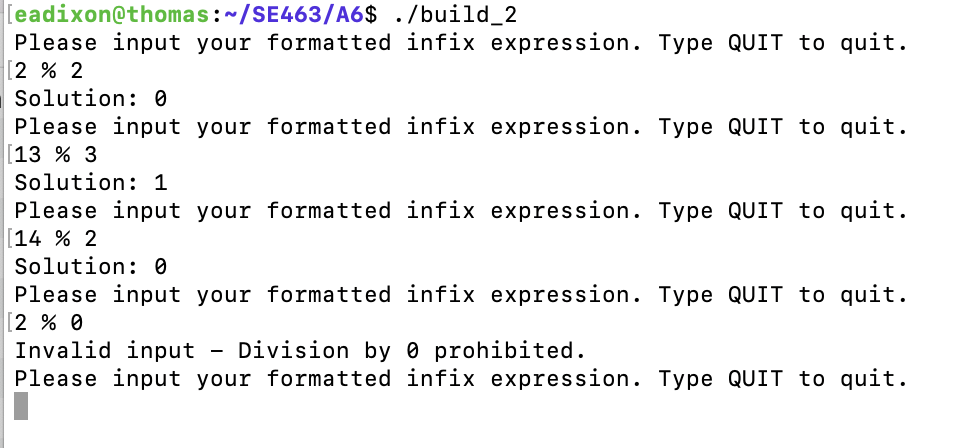 [eadixon@thomas:~/SE463/A6$ ./build_2
Please input your formatted infix expression. Type QUIT to quit.
[2 % 2
Solution: 0
Please input your formatted infix expression. Type QUIT to quit.
[13 % 3
Solution: 1
Please input your formatted infix expression. Type QUIT to quit.
[14 % 2
Solution: 0
Please input your formatted infix expression. Type QUIT to quit.
[2 % 0
Invalid input – Division by 0 prohibited.
Please input your formatted infix expression. Type QUIT to quit.